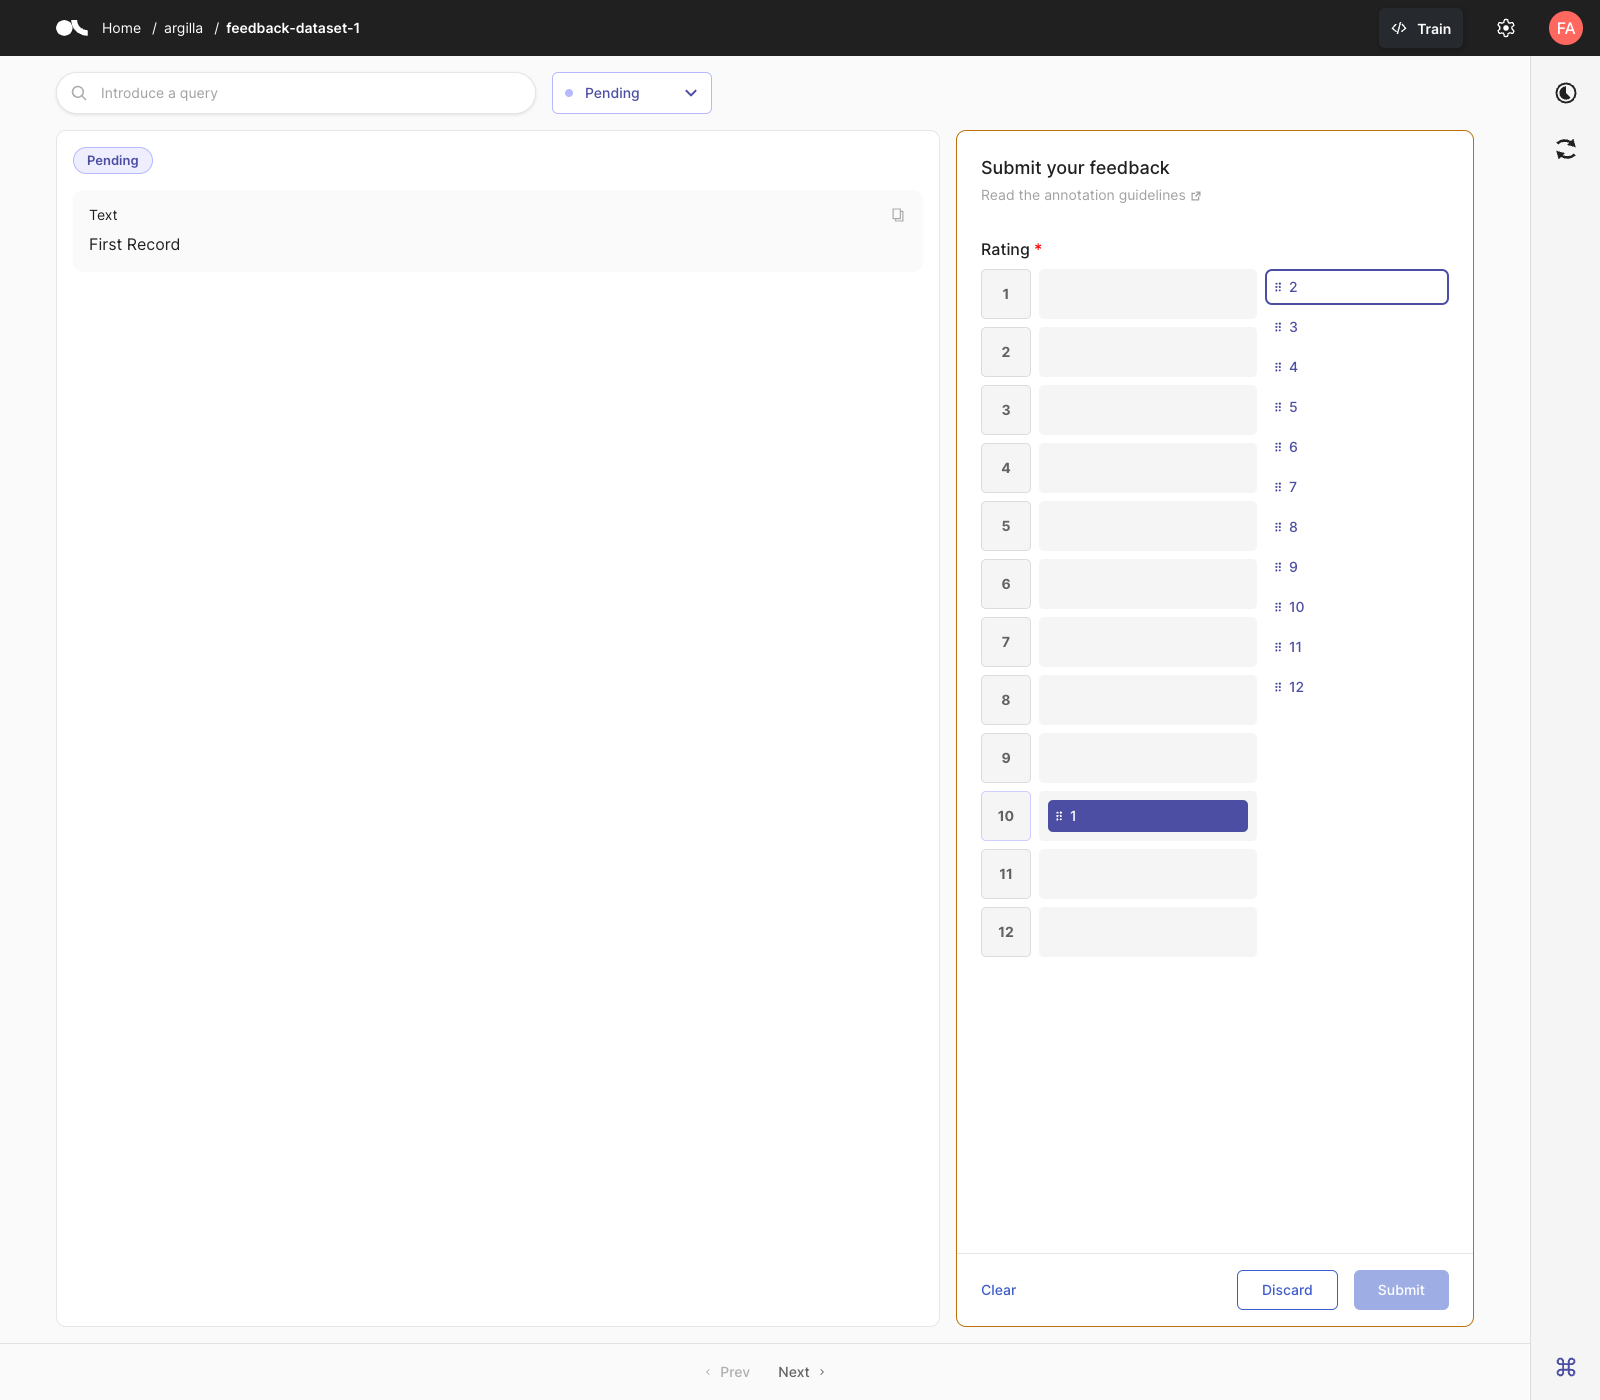 Home / argilla / feedback-dataset-1
Train
FA
Introduce a query
Pending
Pending
Text
First Record
Submit your feedback
Read the annotation guidelines
Rating *
1
2
3
4
5
6
7
8
9
10
1
11
12
2
3
4
5
6
7
8
9
10
11
12
Clear
Discard
Submit
Prev
Next